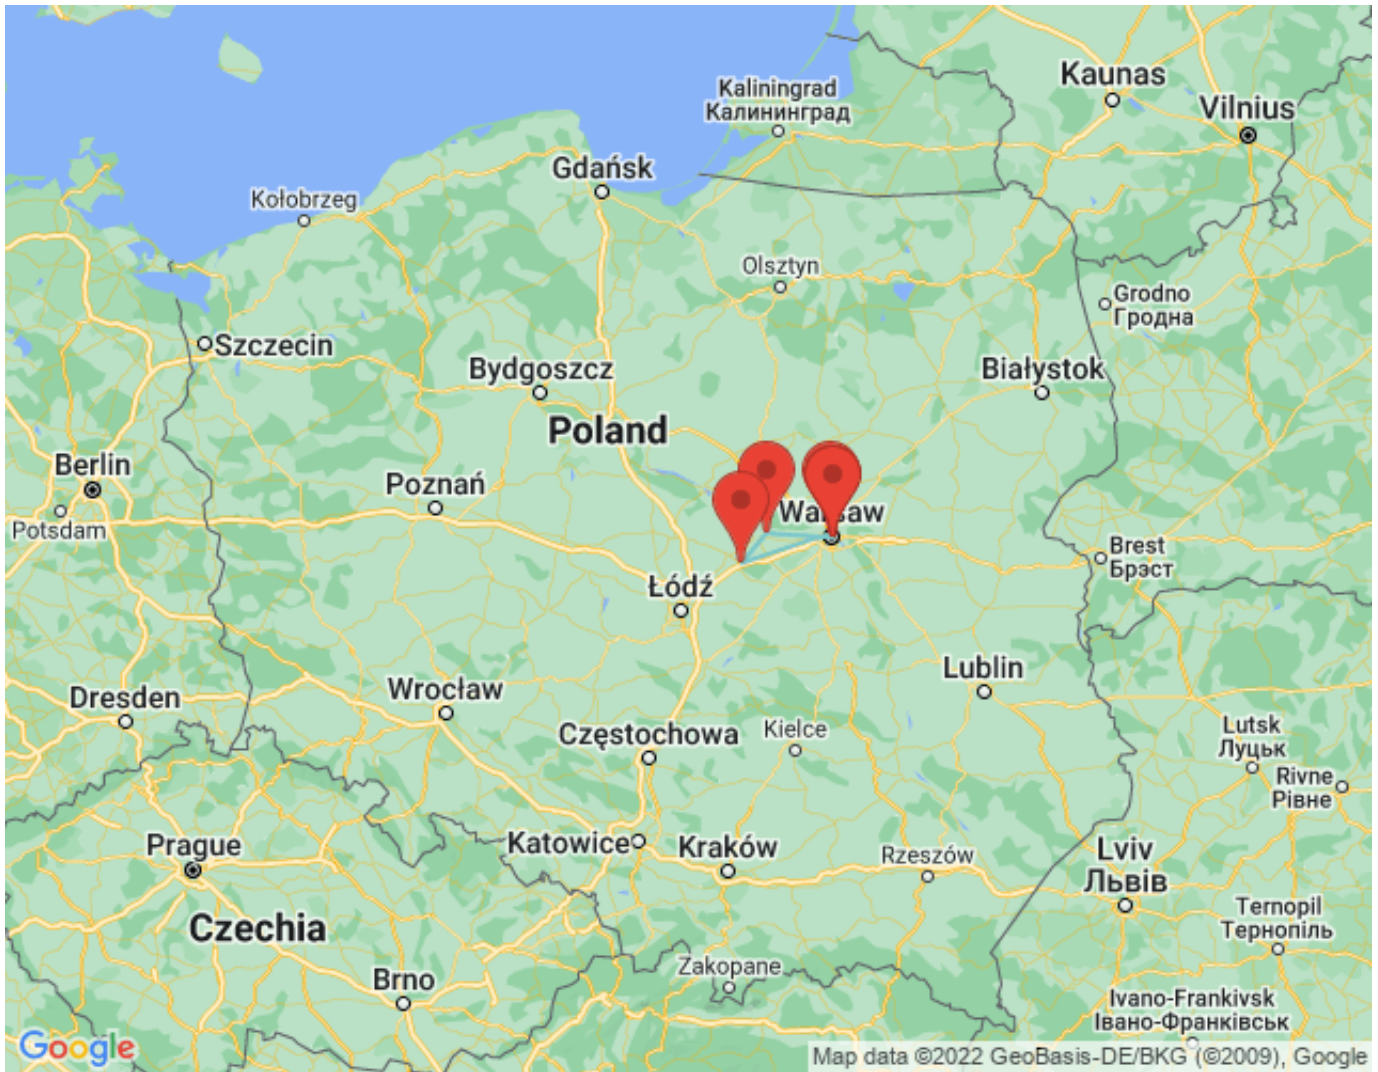 Kaunas
Kaliningrad
Калининград
Vilnius
Gdańsk
Kołobrzeg
Olsztyn
Grodno
Гродна
Szczecin
Bydgoszcz
Białystok
Poland
Berlin
Poznań
Potsdam
Warsaw
Brest
Брэст
Łódź
Lublin
Dresden
Wrocław
Lutsk
Луцьк
Częstochowa
Kielce
Rivne
Рівне
Prague
Katowice
Kraków
Rzeszów
Lviv
Львів
Czechia
Ternopil
Тернопіль
Zakopane
Brno
Ivano-Frankivsk
Івано-Франківськ
Google
Map data ©2022 GeoBasis-DE/BKG (©2009), Google